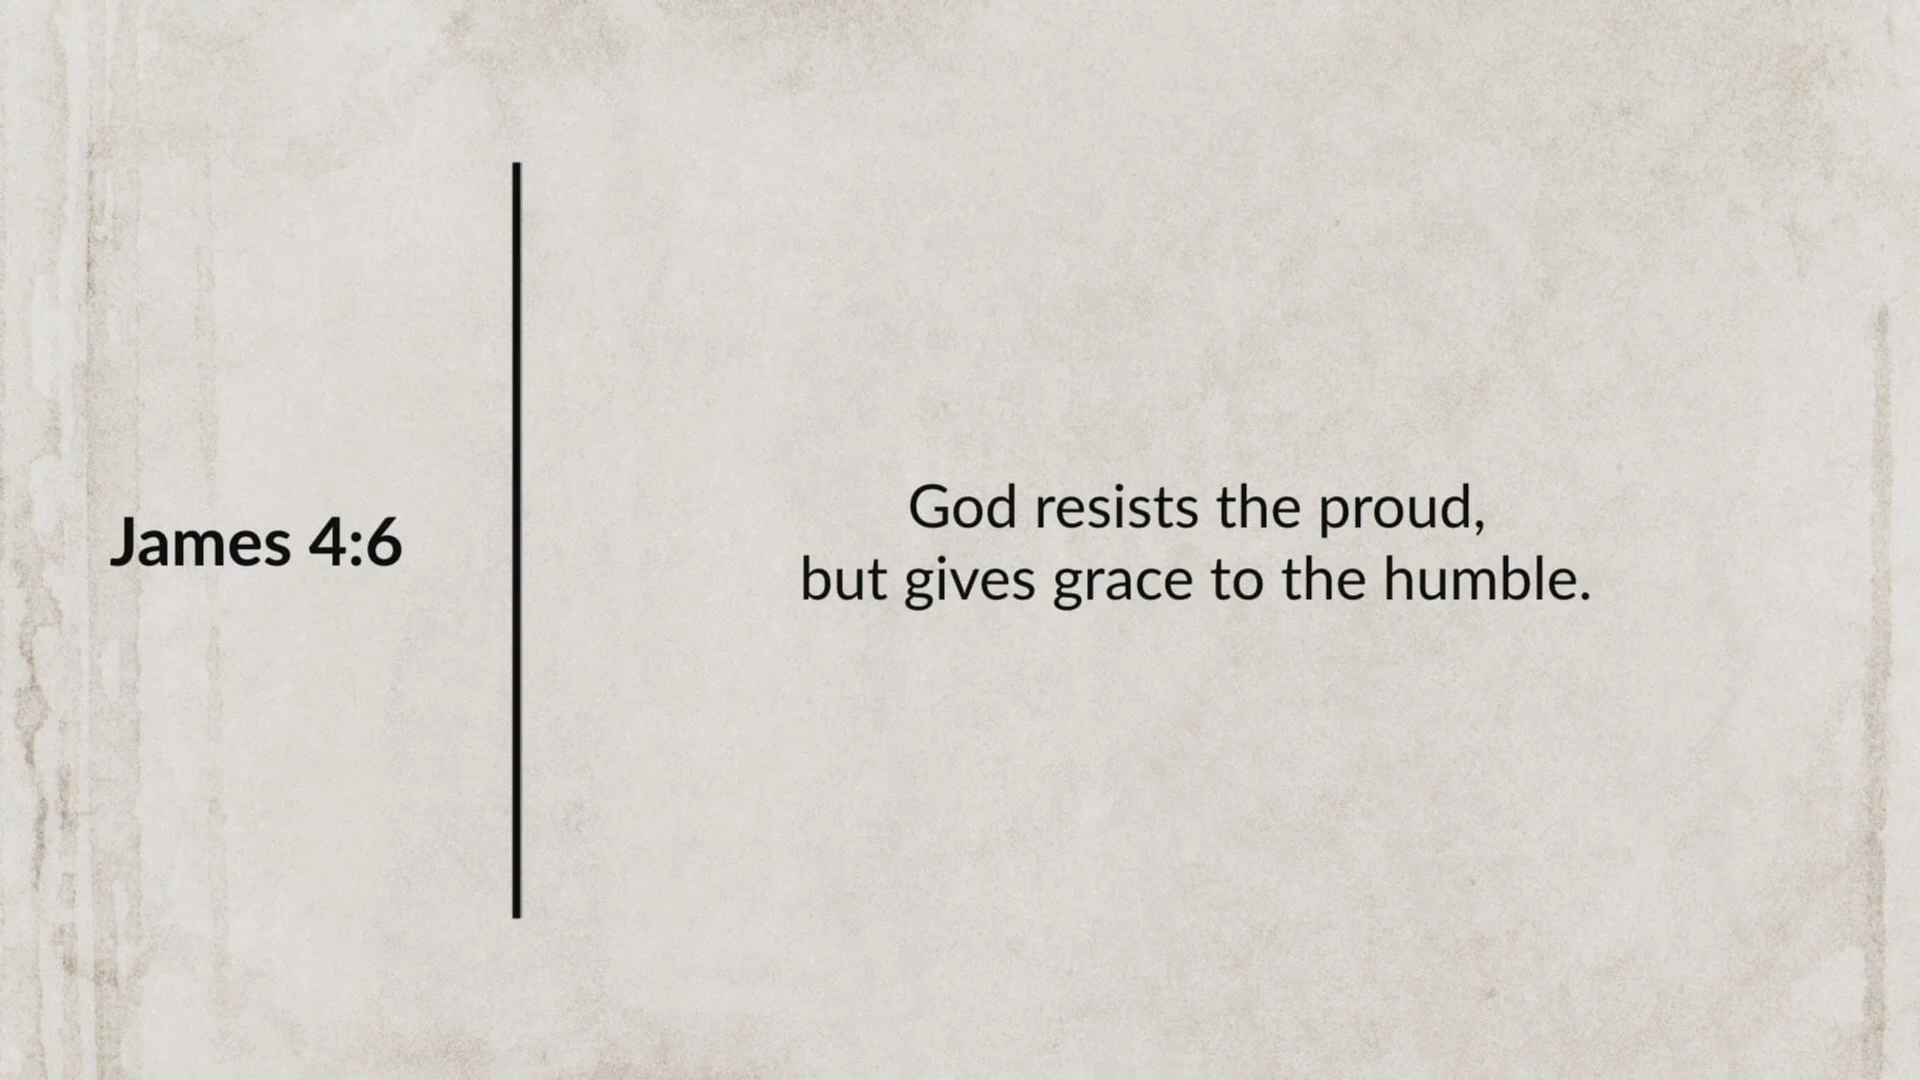 James 4:6
God resists the proud,
but gives grace to the humble.